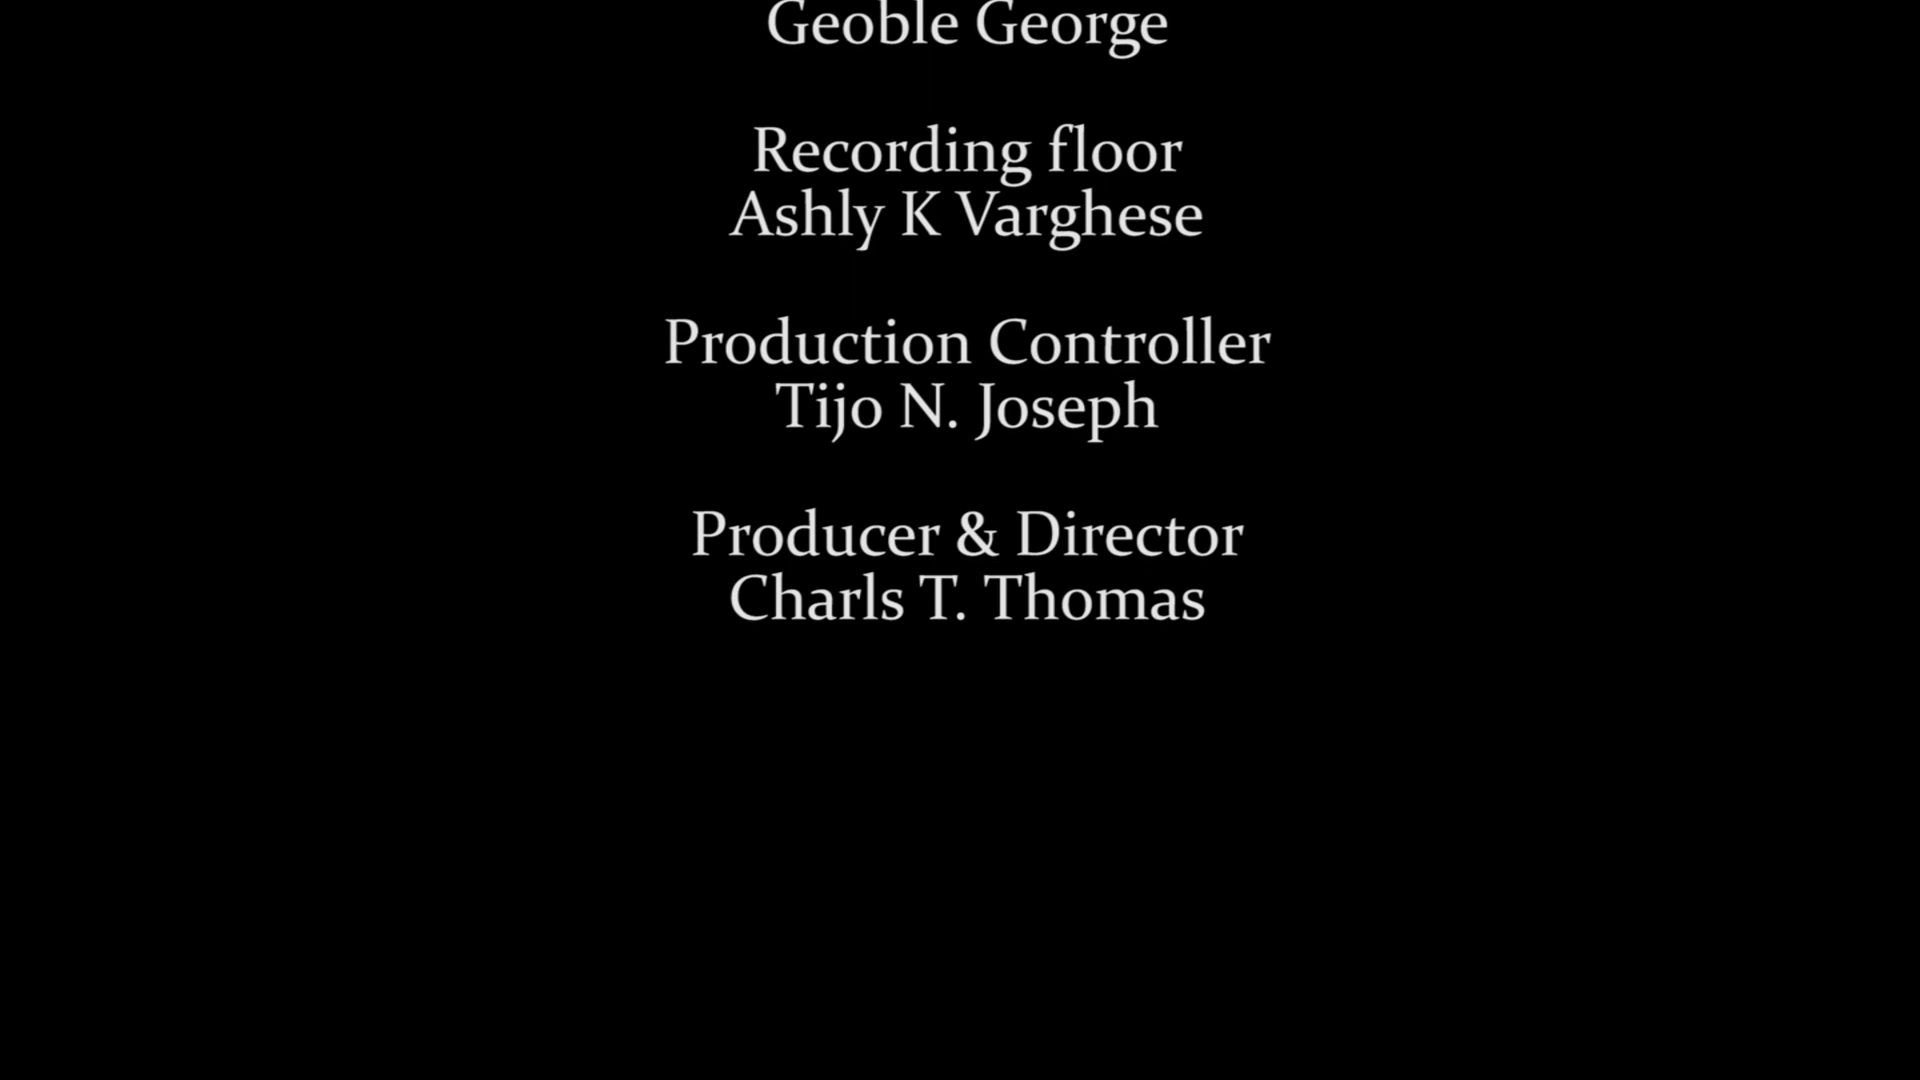 Geoble George
Recording floor
Ashly K Varghese
Production Controller
Tijo N. Joseph
Producer & Director
Charls T. Thomas